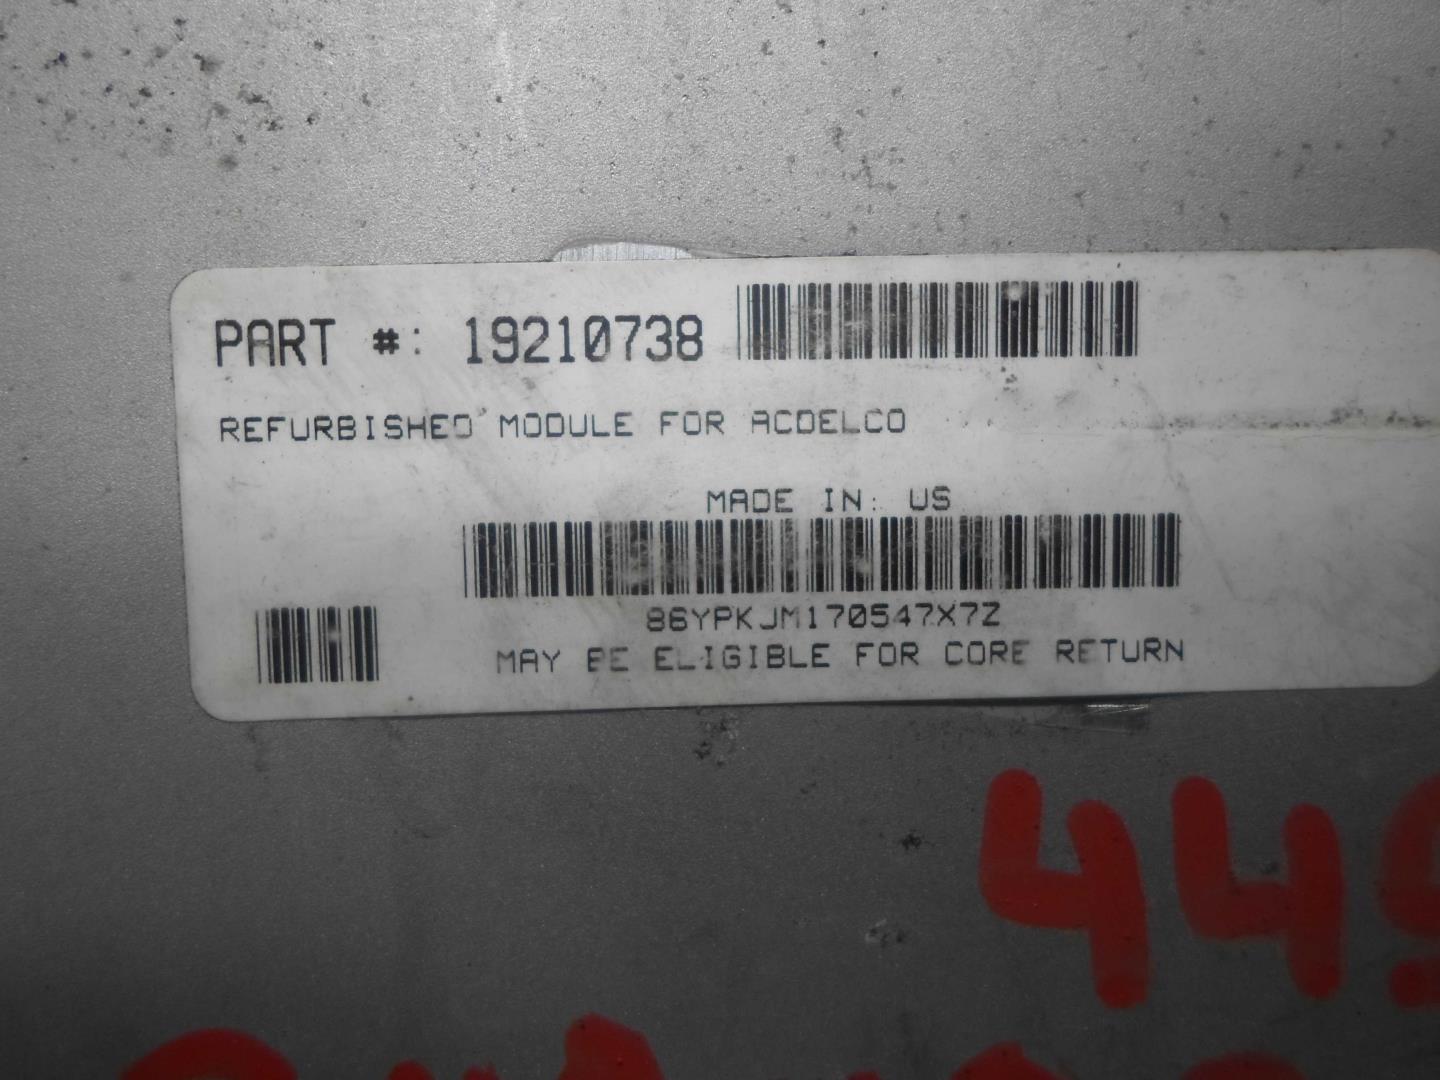 PART #: 19210738
REFURBISHED MODULE FOR ACDELCO
MADE IN: US
86YPKJM170547X7Z
MAY BE ELIGIBLE FOR CORE RETURN